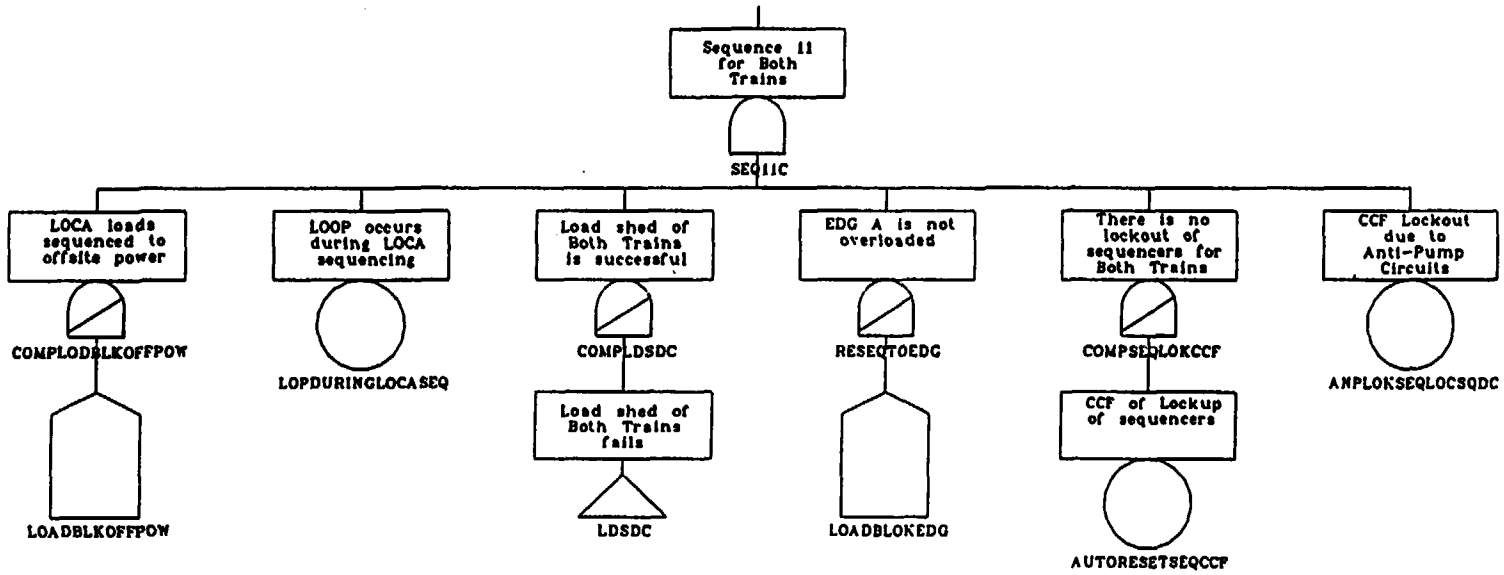 Sequence 11
for Both
Trains
SEQ11C
LOCA loads
sequenced to
offsite power
COMPLODBLKOFFPOW
LOADBLKOFFPOW
LOOP occurs
during LOCA
sequencing
LOPDURINGLOCASEQ
Load shed of
Both Trains
is successful
COMPLDSDC
Load shed of
Both Trains
fails
LDSDC
EDG A is not
overloaded
RESEQTOEDG
LOADBLOKEDG
There is no
lockout of
sequencers for
Both Trains
COMPSEQLOKCCF
CCF of Lockup
of sequencers
AUTORESETSEQCCF
CCF Lockout
due to
Anti-Pump
Circuits
ANPLOKSEQLOCSQDC